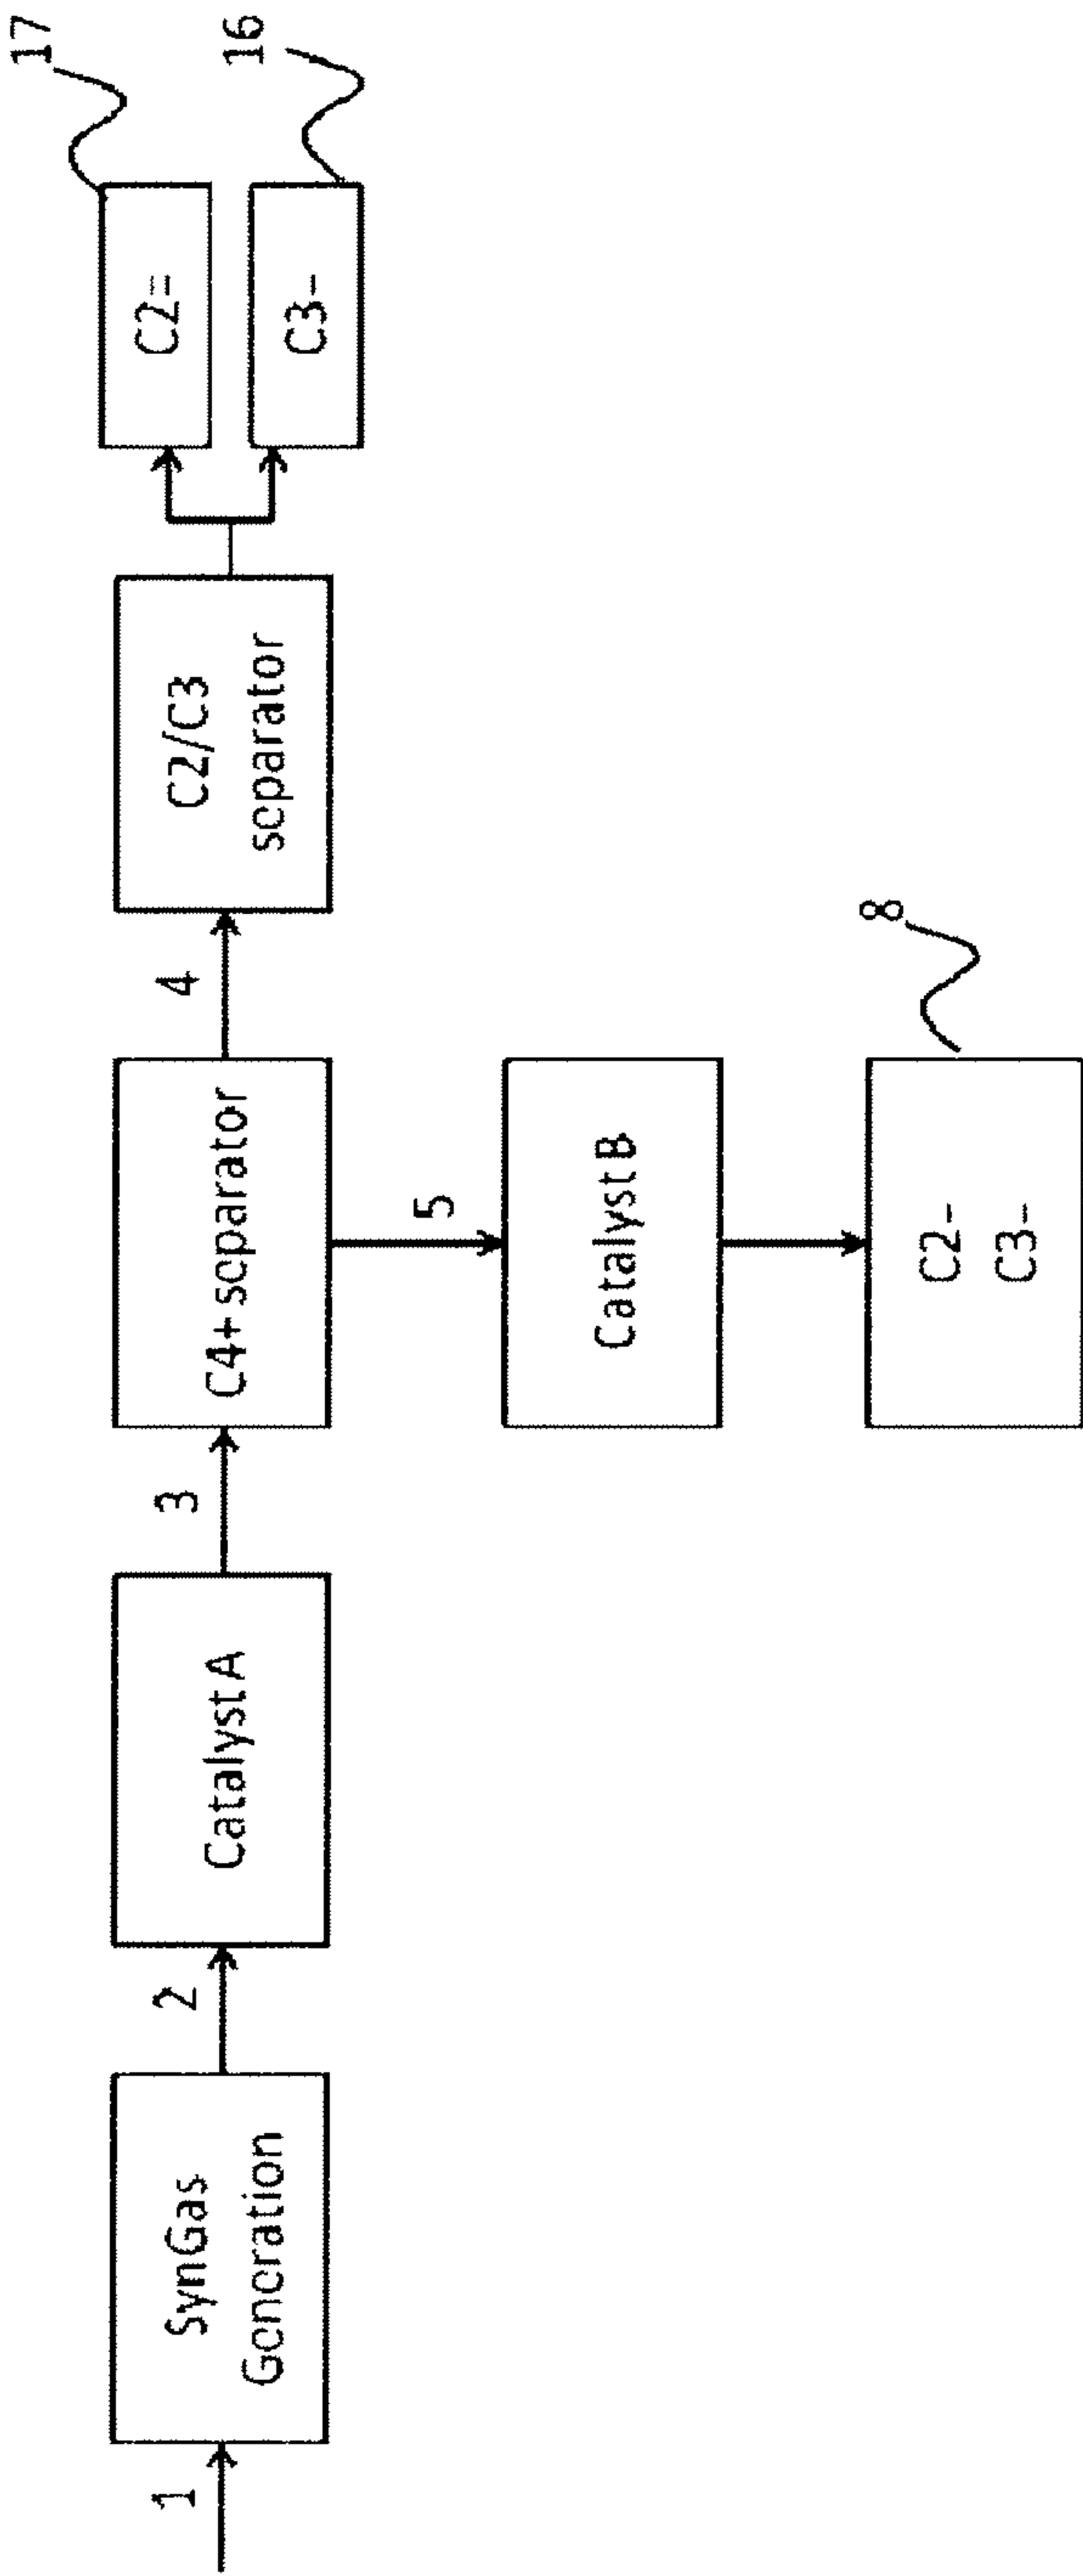 1
SynGas
Generation
2
Catalyst A
3
C4+ separator
4
C2/C3
separator
C2=
17
C3-
16
5
Catalyst B
C2-
C3-
8